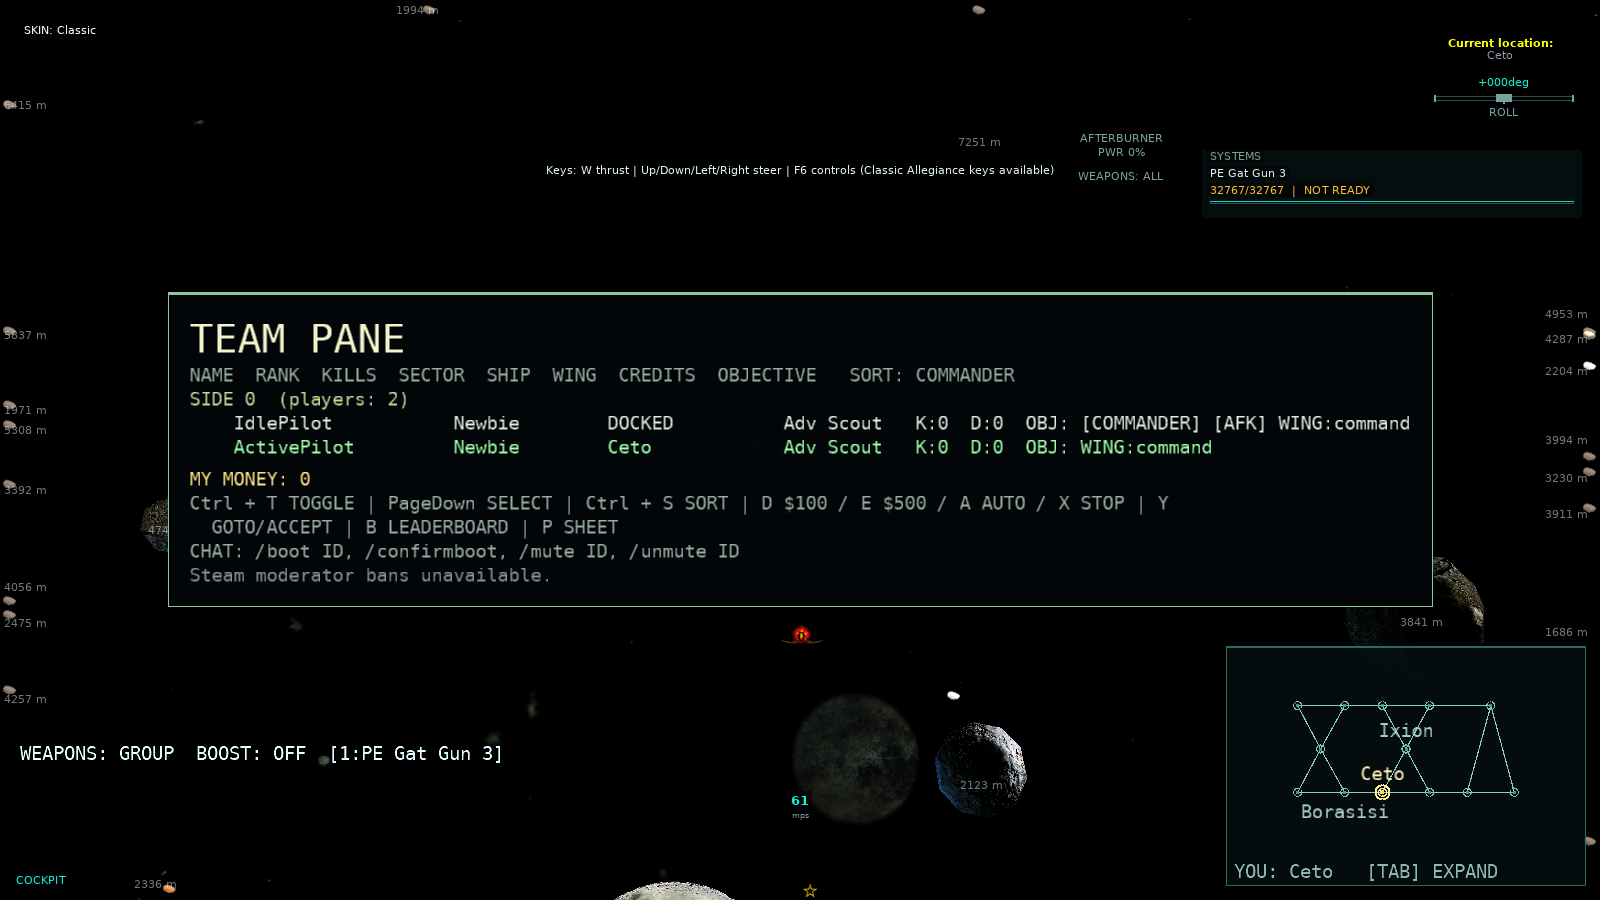 1994 m
SKIN: Classic
Current location:
Ceto
+000deg
ROLL
6415 m
7251 m
AFTERBURNER
PWR 0%
WEAPONS: ALL
Keys: W thrust | Up/Down/Left/Right steer | F6 controls (Classic Allegiance keys available)
SYSTEMS
PE Gat Gun 3
32767/32767 | NOT READY
TEAM PANE
NAME RANK KILLS SECTOR SHIP WING CREDITS OBJECTIVE SORT: COMMANDER
SIDE 0 (players: 2)
IdlePilot Newbie DOCKED Adv Scout K:0 D:0 OBJ: [COMMANDER] [AFK] WING:command
ActivePilot Newbie Ceto Adv Scout K:0 D:0 OBJ: WING:command
MY MONEY: 0
Ctrl + T TOGGLE | PageDown SELECT | Ctrl + S SORT | D $100 / E $500 / A AUTO / X STOP | Y
GOTO/ACCEPT | B LEADERBOARD | P SHEET
CHAT: /boot ID, /confirmboot, /mute ID, /unmute ID
Steam moderator bans unavailable.
1971 m
3392 m
474
4056 m
2475 m
4257 m
4953 m
4287 m
2204 m
3994 m
3230 m
3911 m
3841 m
1686 m
WEAPONS: GROUP BOOST: OFF [1:PE Gat Gun 3]
61
mps
2123 m
Ixion
Ceto
Borasisi
YOU: Ceto [TAB] EXPAND
COCKPIT
2336 m